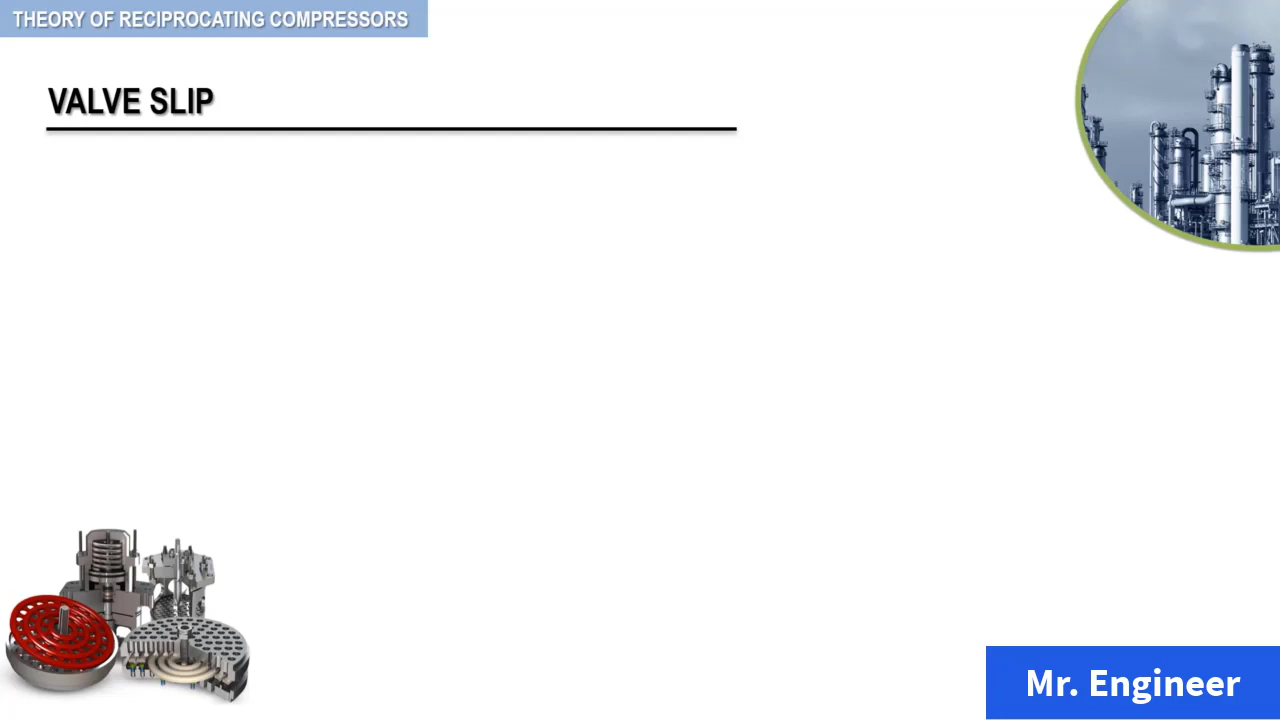 THEORY OF RECIPROCATING COMPRESSORS
VALVE SLIP
Mr. Engineer